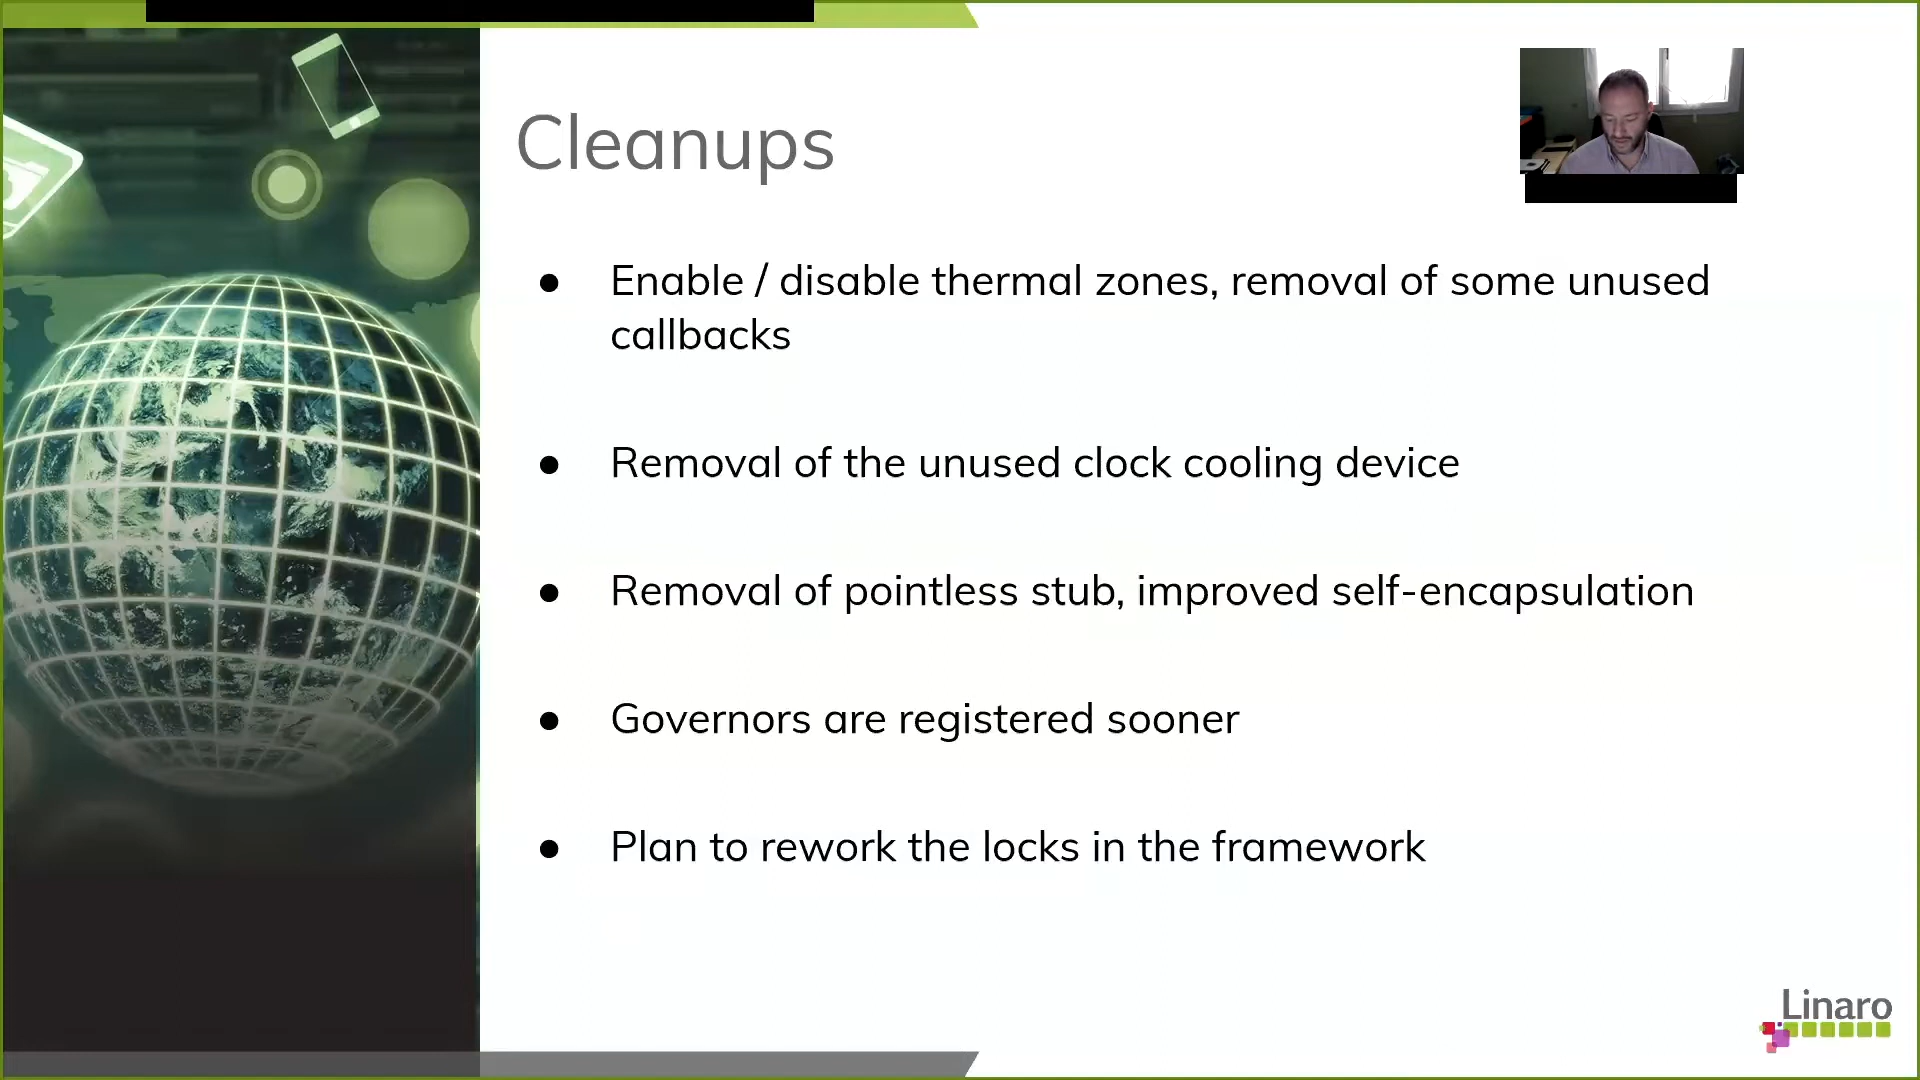 Cleanups
● Enable / disable thermal zones, removal of some unused
callbacks
● Removal of the unused clock cooling device
● Removal of pointless stub, improved self-encapsulation
● Governors are registered sooner
● Plan to rework the locks in the framework
Linaro